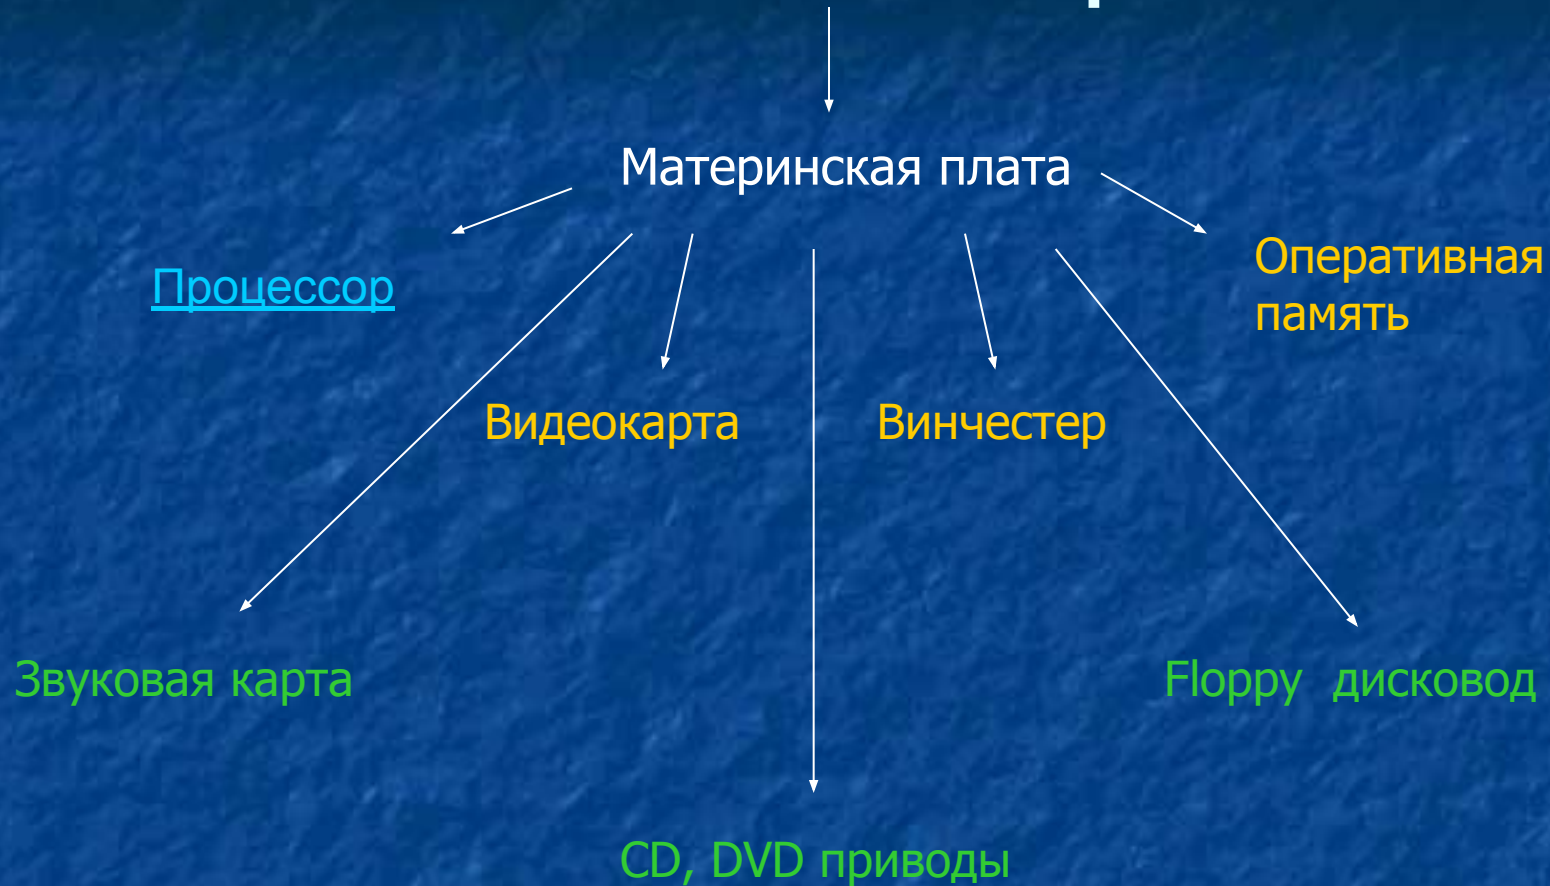 Материнская плата
Процессор
Оперативная
память
Видеокарта
Винчестер
Звуковая карта
Floppy дисковод
CD, DVD приводы